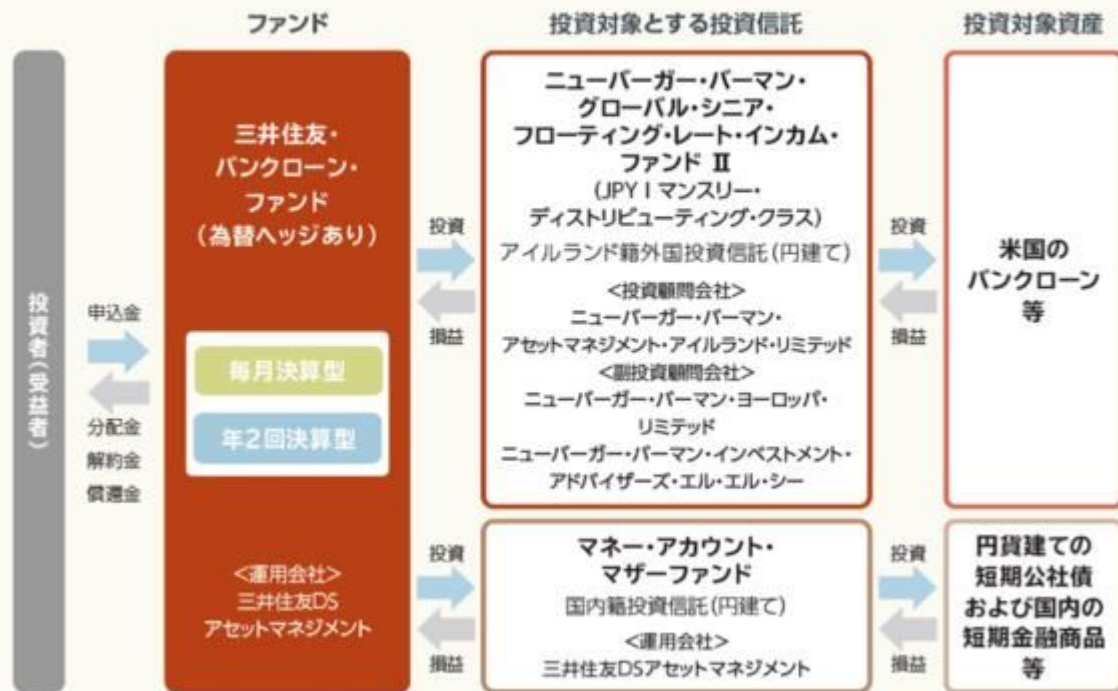 ファンド
投資対象とする投資信託
投資対象資産
投資者(受益者)
申込金
分配金
解約金
償還金
三井住友・
バンクローン・
ファンド
(為替ヘッジあり)
毎月決算型
年2回決算型
<運用会社>
三井住友DS
アセットマネジメント
投資
損益
ニューバーガー・バーマン・
グローバル・シニア・
フローティング・レート・インカム・
ファンド Ⅱ
(JPY I マンスリー・
ディストリビューティング・クラス)
アイルランド籍外国投資信託(円建て)
<投資顧問会社>
ニューバーガー・バーマン・
アセットマネジメント・アイルランド・リミテッド
<副投資顧問会社>
ニューバーガー・バーマン・ヨーロッパ・
リミテッド
ニューバーガー・バーマン・インベストメント・
アドバイザーズ・エル・エル・シー
投資
損益
米国の
バンクローン
等
投資
損益
マネー・アカウント・
マザーファンド
国内籍投資信託(円建て)
<運用会社>
三井住友DSアセットマネジメント
投資
損益
円貨建ての
短期公社債
および国内の
短期金融商品
等